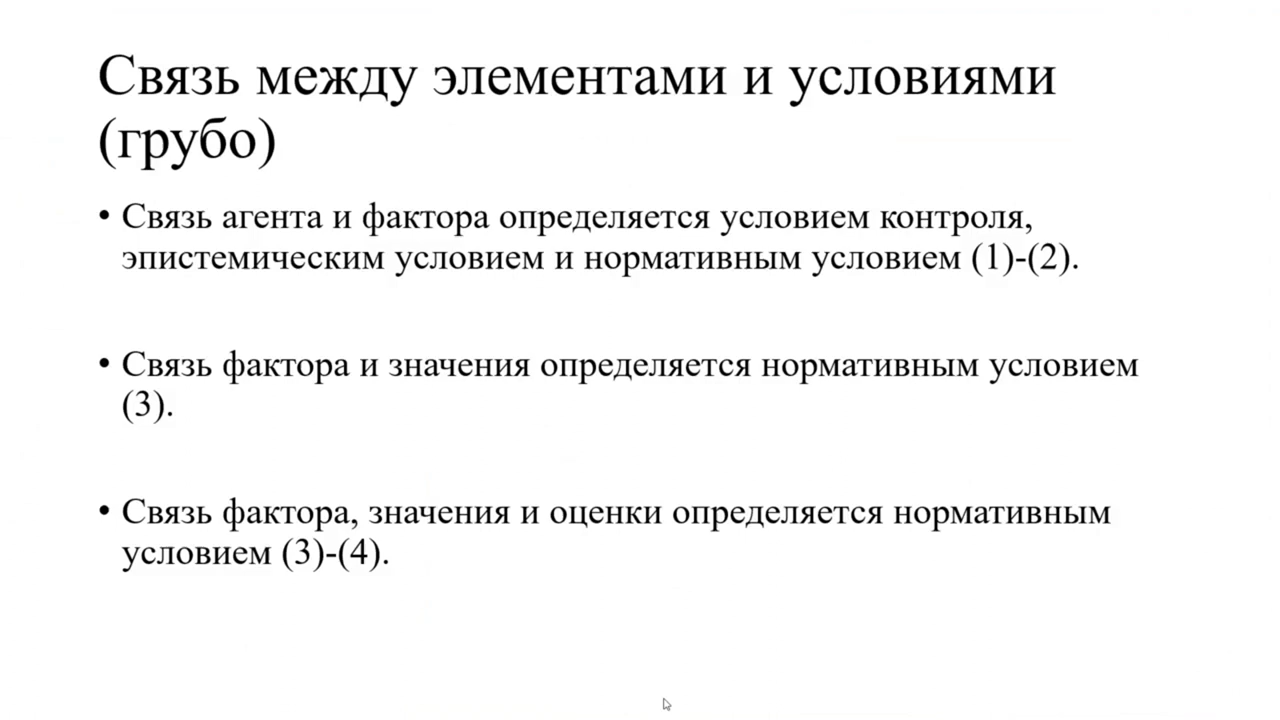 Связь между элементами и условиями
(грубо)
• Связь агента и фактора определяется условием контроля,
эпистемическим условием и нормативным условием (1)-(2).
• Связь фактора и значения определяется нормативным условием
(3).
• Связь фактора, значения и оценки определяется нормативным
условием (3)-(4).